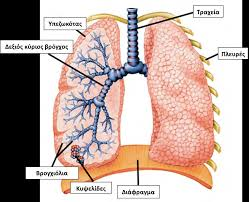 Τραχεία
Υπεζωκότας
Δεξιός κύριος βρόγχος
Πλευρές
Βρογχιόλια
Κυψελίδες
Διάφραγμα